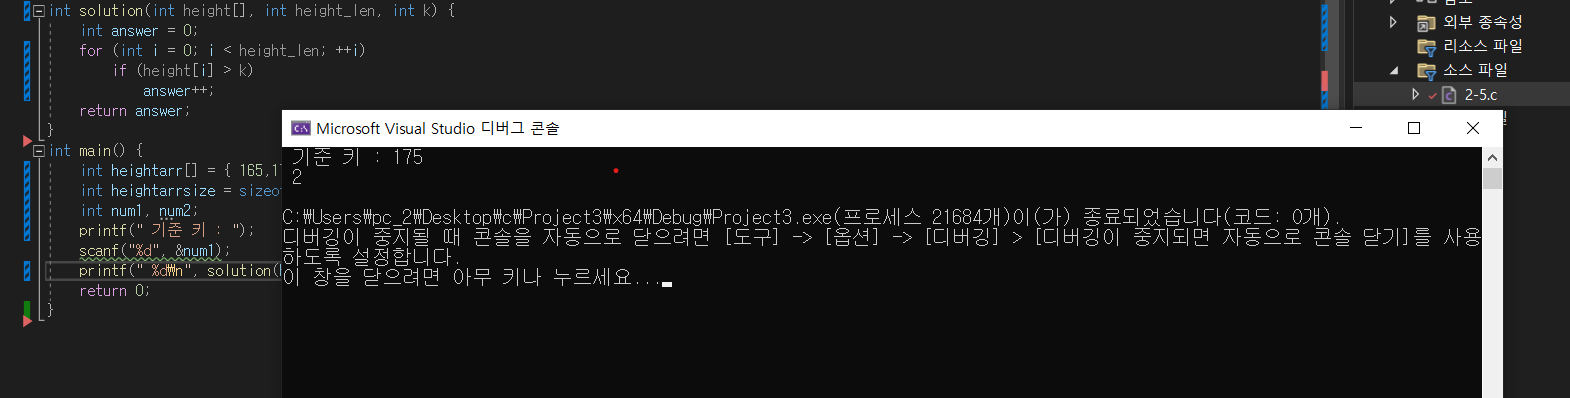 int solution(int height[], int height_len, int k) {
int answer = 0;
for (int i = 0; i < height_len; ++i)
if (height[i] > k)
answer++;
return answer;
}
int main() {
int heightarr[] = { 165,1
int heightarrsize = sizeo
int num1, num2;
printf(" 기준 키 : ");
scanf("%d", &num1);
printf(" %d₩n", solution(
return 0;
}
외부 종속성
리소스 파일
소스 파일
2-5.c
Microsoft Visual Studio 디버그 콘솔
기준 키 : 175
2
C:₩Users₩pc_2₩Desktop₩c₩Project3₩x64₩Debug₩Project3.exe(프로세스 21684개)이(가) 종료되었습니다(코드: 0개).
디버깅이 중지될 때 콘솔을 자동으로 닫으려면 [도구] -> [옵션] -> [디버깅] > [디버깅이 중지되면 자동으로 콘솔 닫기]를 사용
하도록 설정합니다.
이 창을 닫으려면 아무 키나 누르세요...